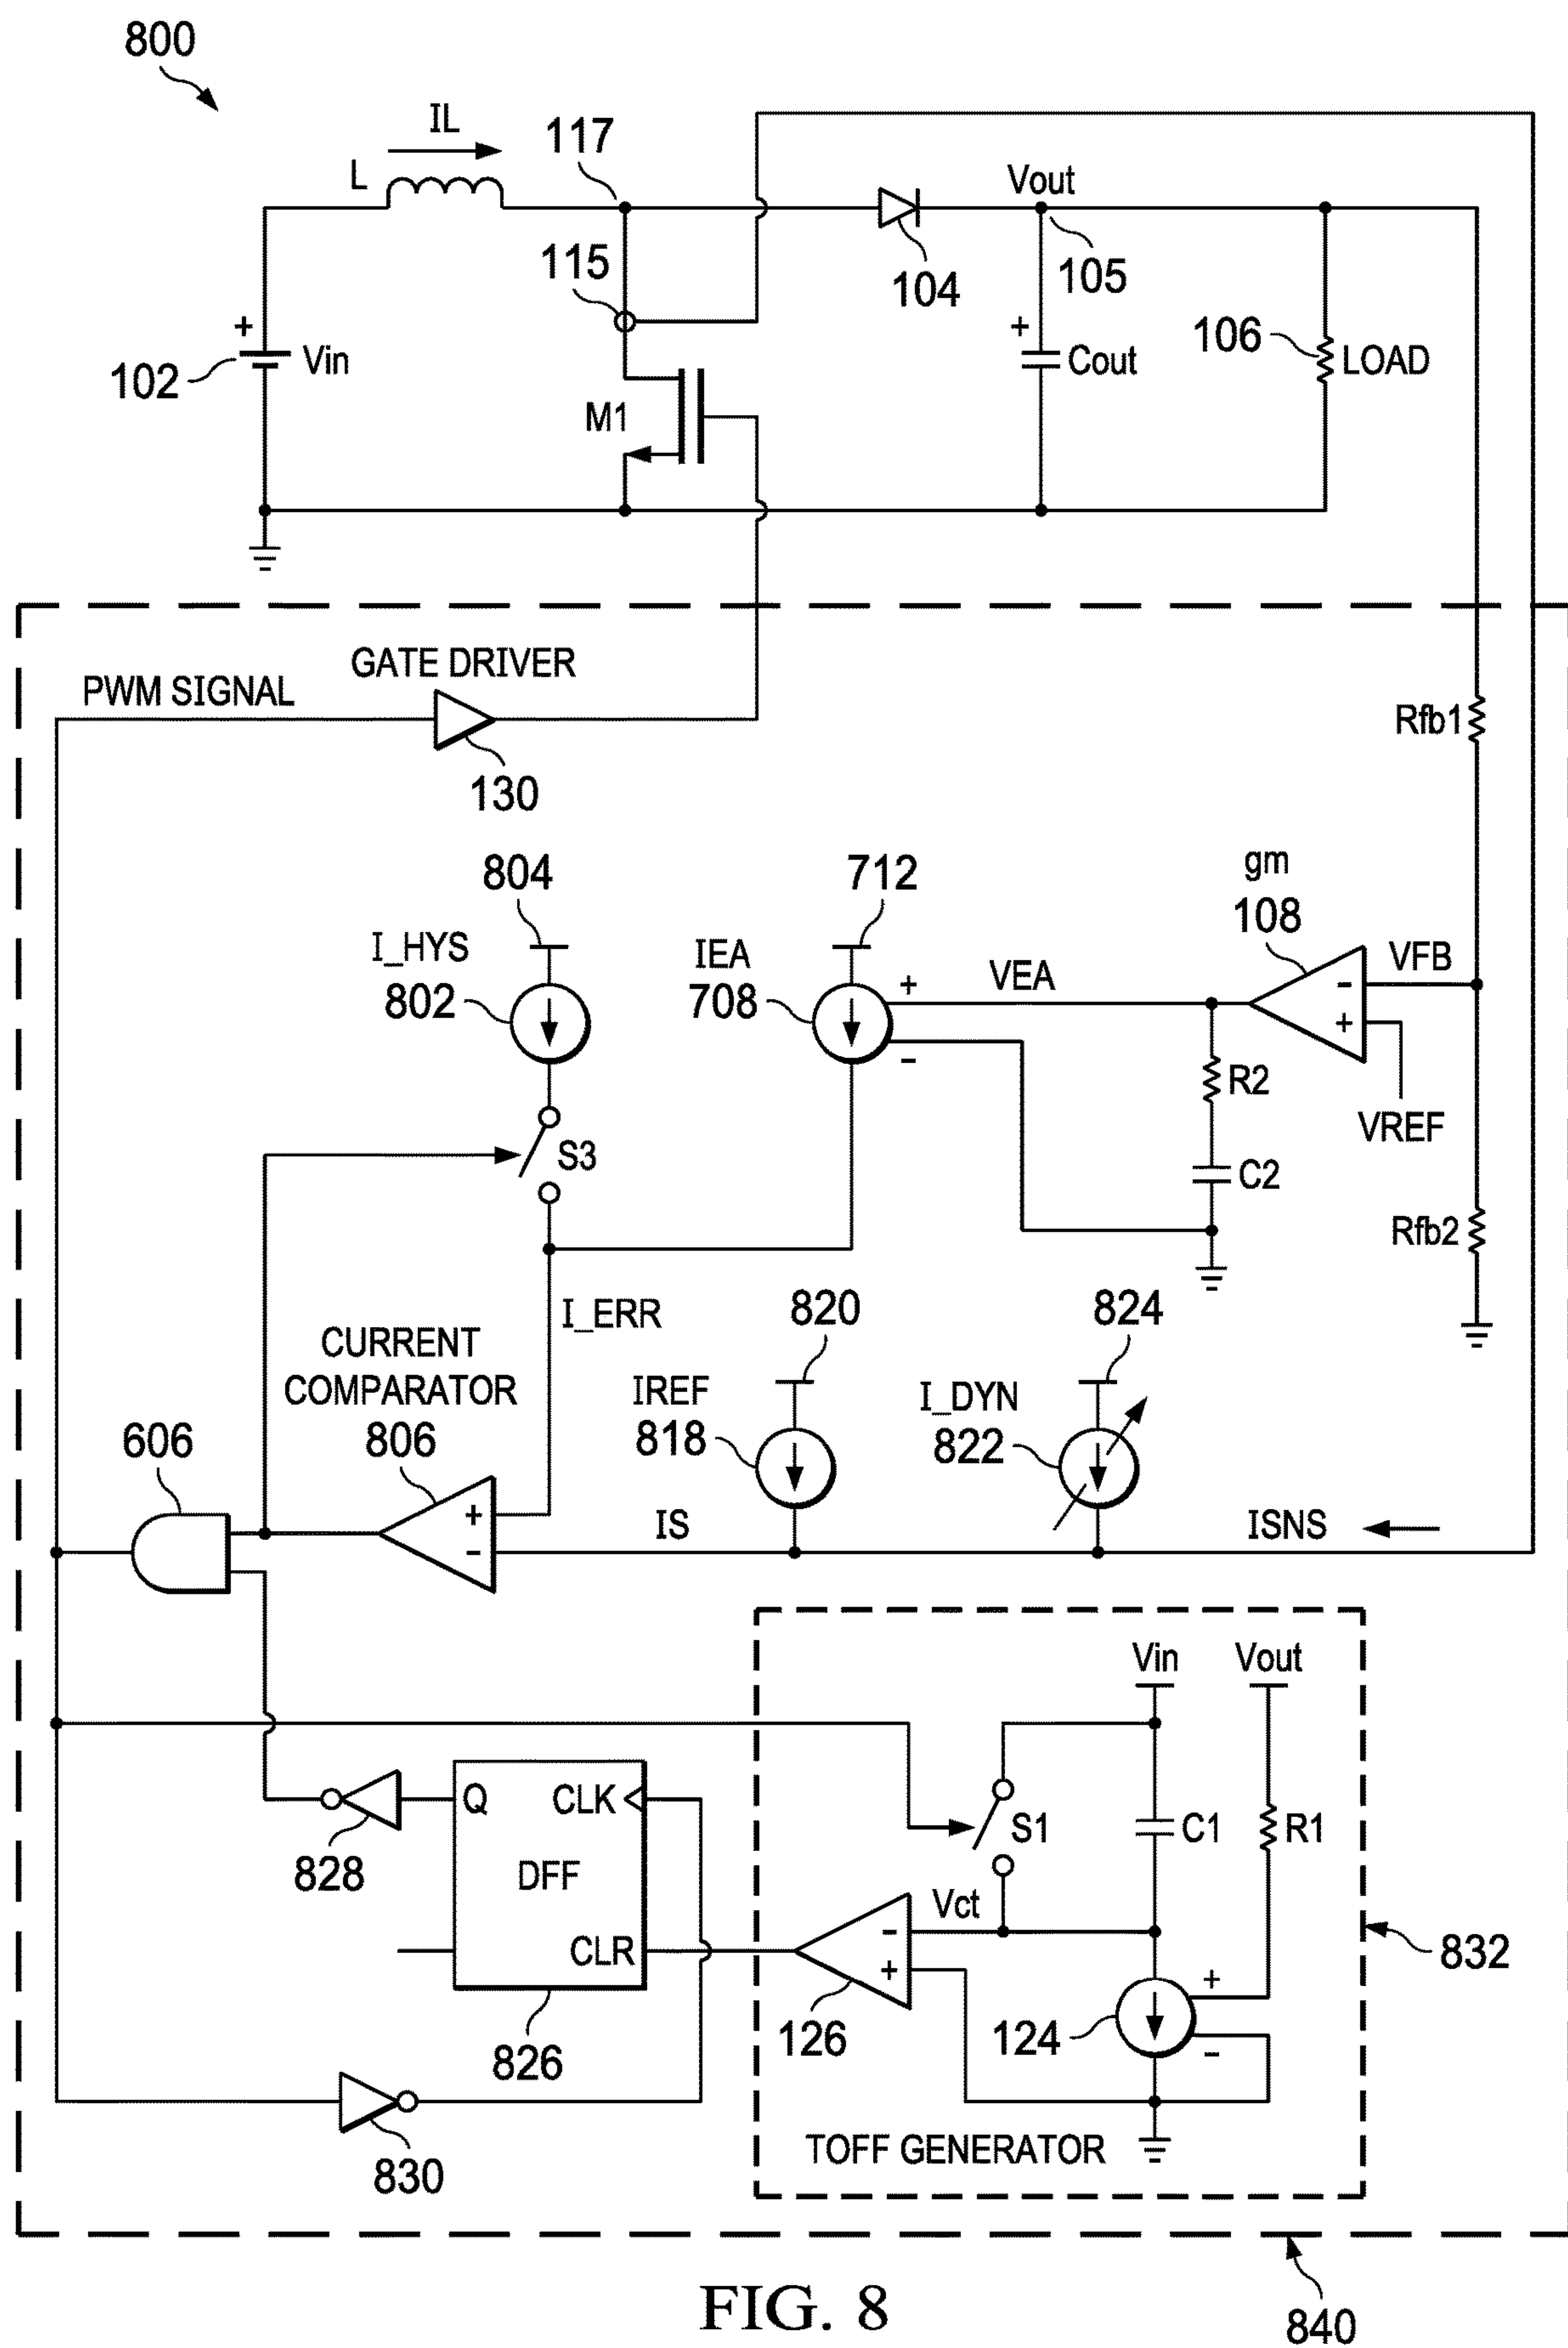 800
IL
117
L
Vout
115
104
105
+
+
106
102
Vin
Cout
LOAD
M1
GATE DRIVER
PWM SIGNAL
Rfb1
130
804
712
gm
108
I_HYS
IEA
VEA
VFB
802
708
+
-
+
-
R2
VREF
S3
C2
Rfb2
I_ERR
820
824
CURRENT
COMPARATOR
IREF
I_DYN
606
806
818
822
+
IS
ISNS
-
Vin
Vout
Q
CLK
S1
C1
R1
828
DFF
Vct
-
CLR
832
+
+
126
124
-
826
TOFF GENERATOR
830
FIG. 8
840